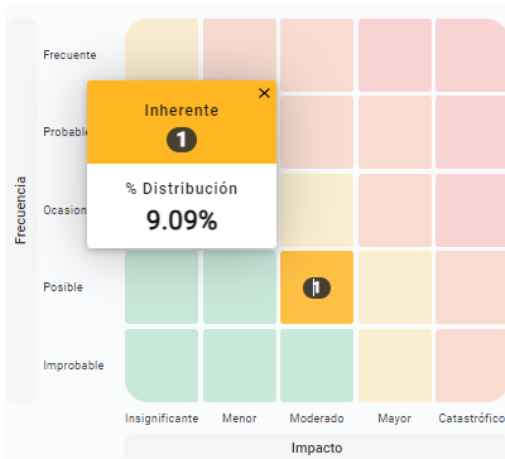 Frecuencia
Frecuente
Probable
Ocasion
Posible
Improbable
×
Inherente
1
% Distribución
9.09%
1
Insignificante
Menor
Moderado
Mayor
Catastrófico
Impacto